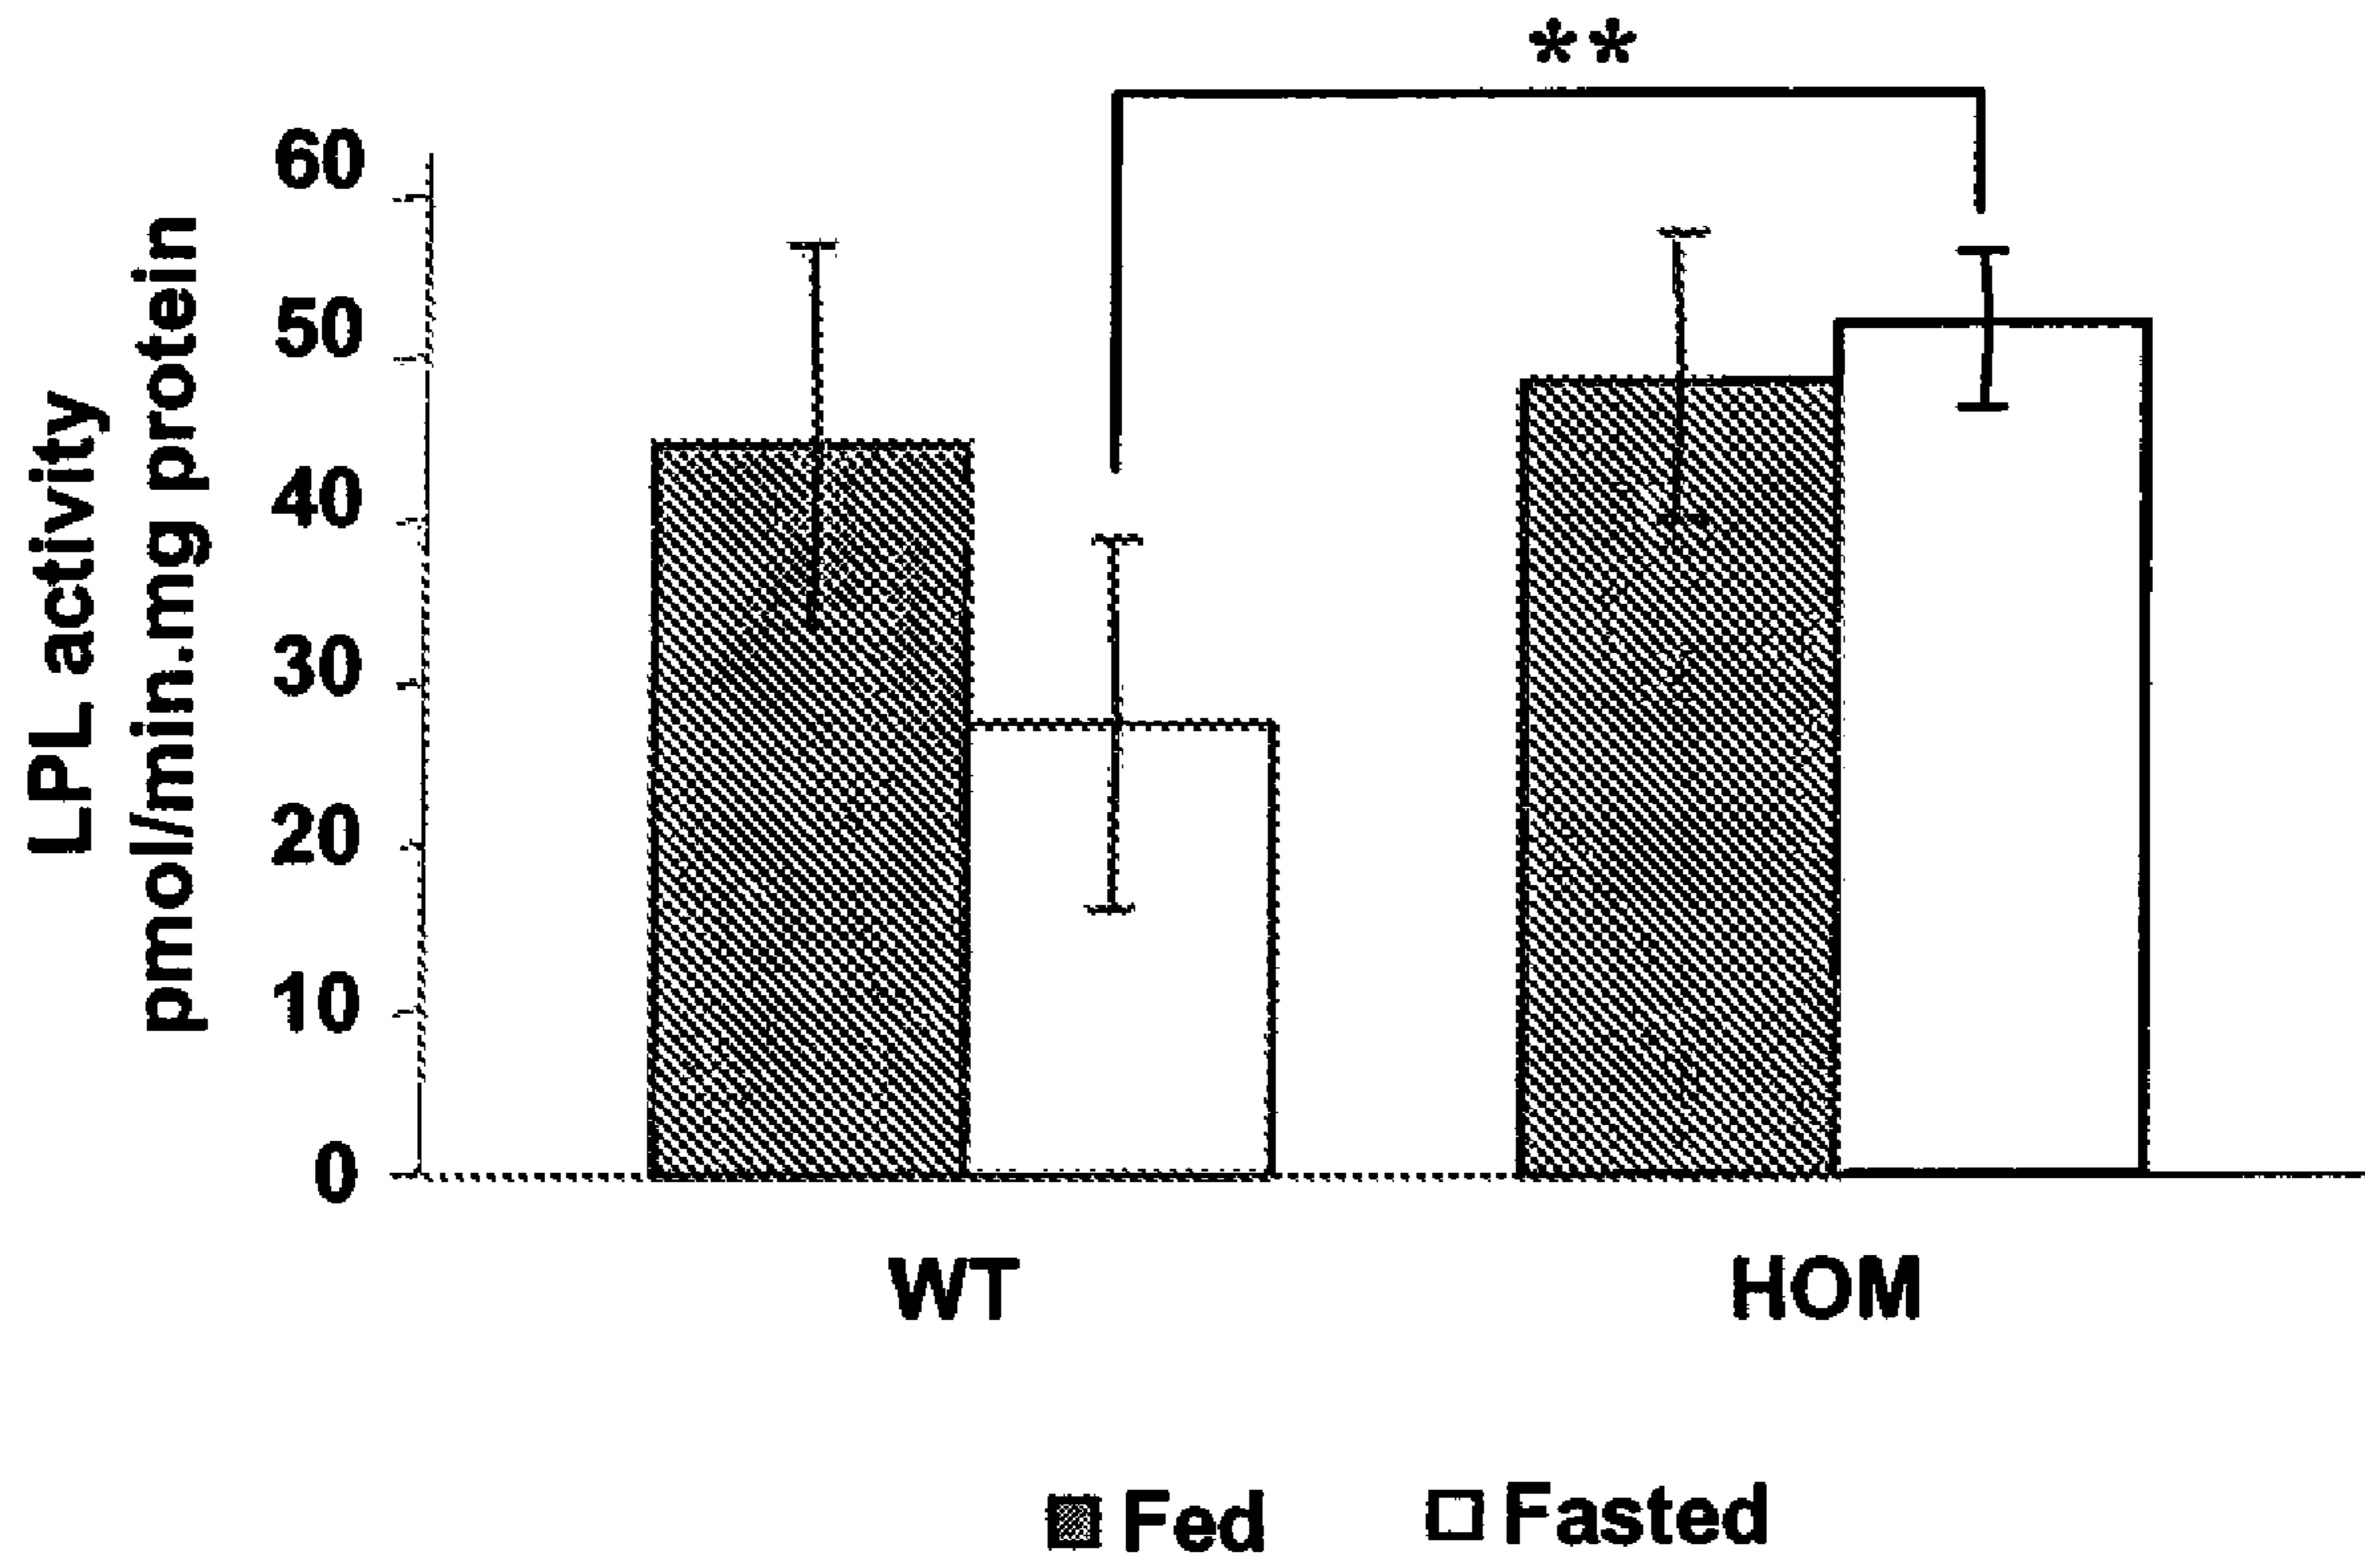 **
60
50
40
30
20
10
0
LPL activity
pmol/min.mg protein
WT
HOM
Fed
Fasted